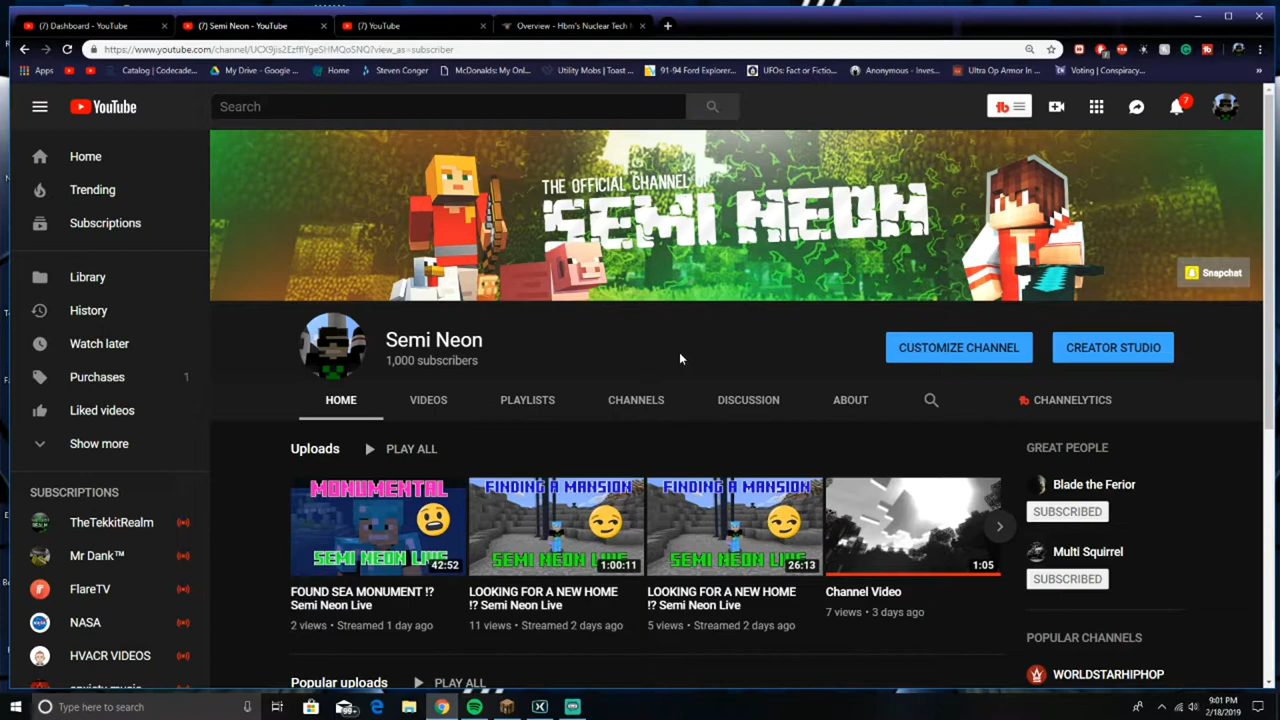 (7) Dashboard - YouTube
(7) Semi Neon - YouTube
(7) YouTube
Overview - Hbm's Nuclear Tech M
https://www.youtube.com/channel/UCX9jis2EzfflYgeSHMQoSNQ?view_as=subscriber
Apps
Catalog | Codecade...
My Drive - Google ...
Home
Steven Conger
McDonalds: My Onl...
Utility Mobs | Toast ...
91-94 Ford Explorer...
UFOs: Fact or Fictio...
Anonymous - Inves...
Ultra Op Armor In ...
Voting | Conspiracy...
»
YouTube
Search
tb
7
Home
Trending
Subscriptions
Library
History
Watch later
Purchases 1
Liked videos
Show more
SUBSCRIPTIONS
TheTekkitRealm
Mr Dank™
FlareTV
NASA
HVACR VIDEOS
anxiety music
THE OFFICIAL CHANNEL OF
SEMI NEON
Snapchat
Semi Neon
1,000 subscribers
CUSTOMIZE CHANNEL
CREATOR STUDIO
HOME
VIDEOS
PLAYLISTS
CHANNELS
DISCUSSION
ABOUT
tb CHANNELYTICS
Uploads
PLAY ALL
MONUMENTAL
SEMI NEON LIVE
42:52
FOUND SEA MONUMENT !?
Semi Neon Live
2 views • Streamed 1 day ago
FINDING A MANSION
SEMI NEON LIVE
1:00:11
LOOKING FOR A NEW HOME
!? Semi Neon Live
11 views • Streamed 2 days ago
FINDING A MANSION
SEMI NEON LIVE
26:13
LOOKING FOR A NEW HOME
!? Semi Neon Live
5 views • Streamed 2 days ago
1:05
Channel Video
7 views • 3 days ago
Popular uploads
PLAY ALL
GREAT PEOPLE
Blade the Ferior
SUBSCRIBED
Multi Squirrel
SUBSCRIBED
POPULAR CHANNELS
WORLDSTARHIPHOP
Type here to search
99+
9:01 PM
2/18/2019